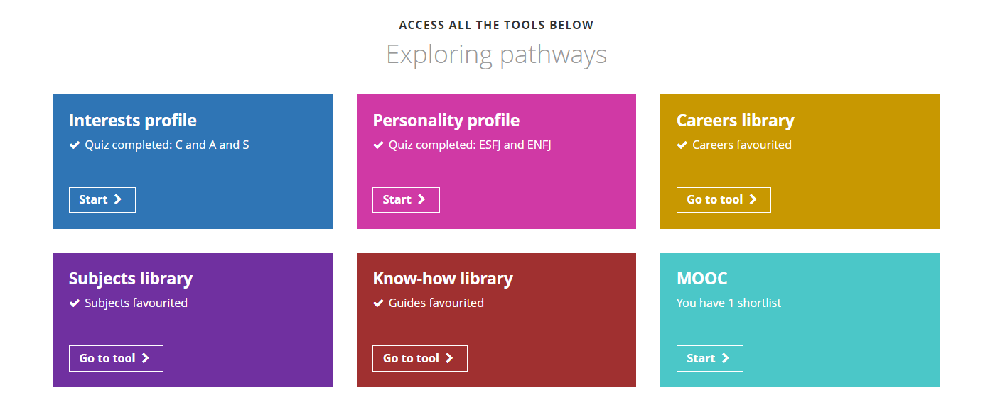 ACCESS ALL THE TOOLS BELOW
Exploring pathways
Interests profile
Quiz completed: C and A and S
Start
Personality profile
Quiz completed: ESFJ and ENFJ
Start
Careers library
Careers favourited
Go to tool
Subjects library
Subjects favourited
Go to tool
Know-how library
Guides favourited
Go to tool
MOOC
You have 1 shortlist
Start